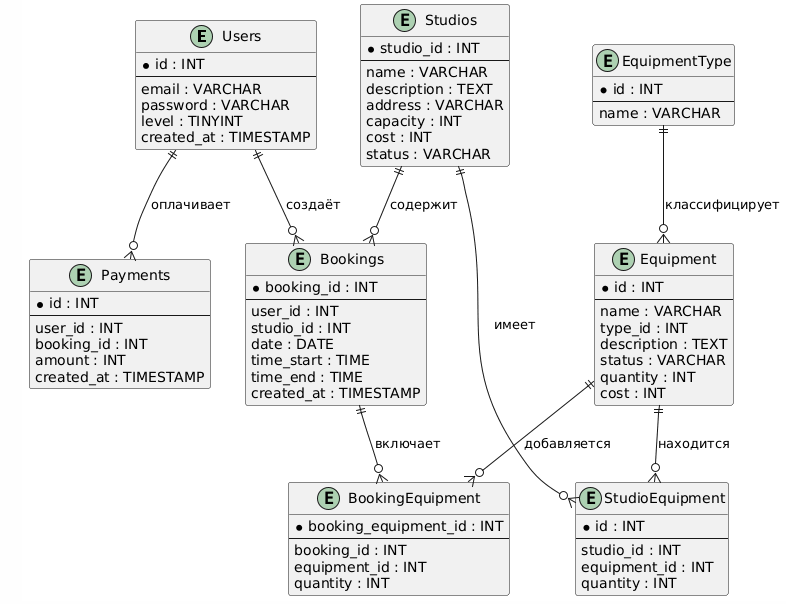 E Users
* id : INT
email : VARCHAR
password : VARCHAR
level : TINYINT
created_at : TIMESTAMP
E Studios
* studio_id : INT
name : VARCHAR
description : TEXT
address : VARCHAR
capacity : INT
cost : INT
status : VARCHAR
E EquipmentType
* id : INT
name : VARCHAR
оплачивает
создаёт
содержит
классифицирует
E Payments
* id : INT
user_id : INT
booking_id : INT
amount : INT
created_at : TIMESTAMP
E Bookings
* booking_id : INT
user_id : INT
studio_id : INT
date : DATE
time_start : TIME
time_end : TIME
created_at : TIMESTAMP
имеет
E Equipment
* id : INT
name : VARCHAR
type_id : INT
description : TEXT
status : VARCHAR
quantity : INT
cost : INT
включает
добавляется
находится
E BookingEquipment
* booking_equipment_id : INT
booking_id : INT
equipment_id : INT
quantity : INT
E StudioEquipment
* id : INT
studio_id : INT
equipment_id : INT
quantity : INT